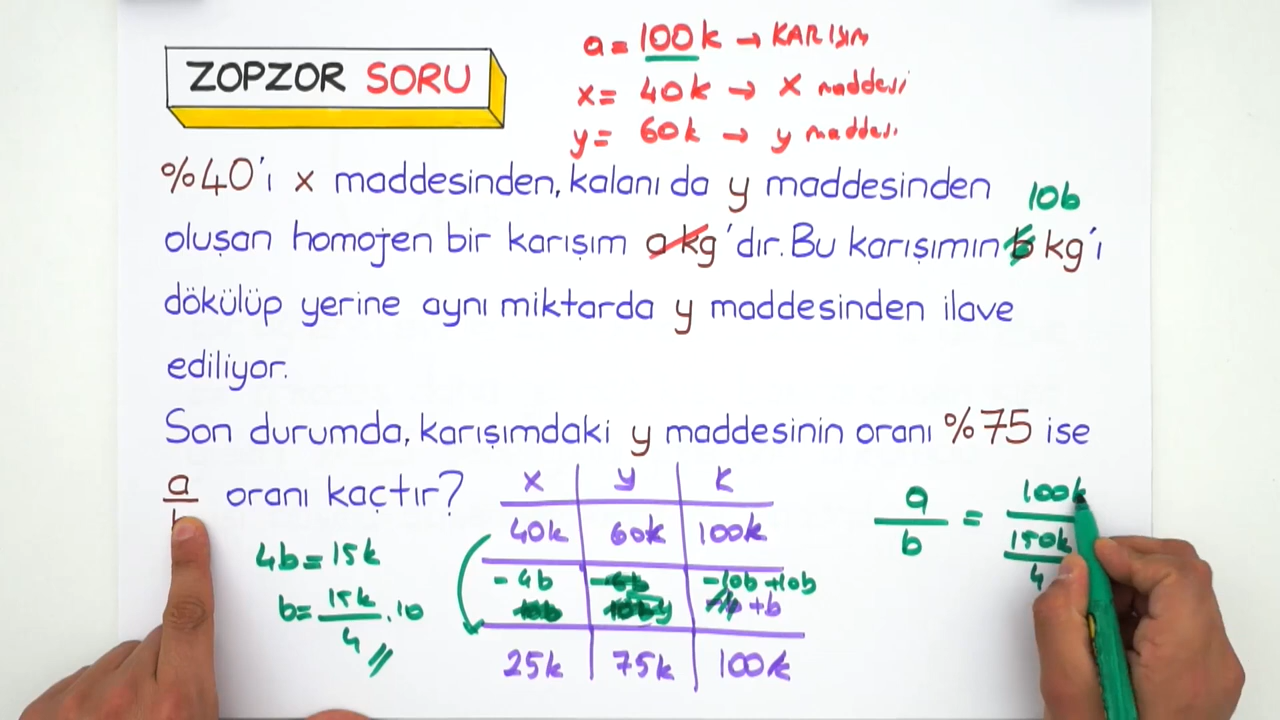 a = 100k → KARIŞIM
x = 40k → x maddesi
y = 60k → y maddesi
ZOPZOR SORU
%40'ı x maddesinden, kalanı da y maddesinden
10b
oluşan homojen bir karışım a kg'dır. Bu karışımın b kg'ı
dökülüp yerine aynı miktarda y maddesinden ilave
ediliyor.
Son durumda, karışımdaki y maddesinin oranı %75 ise
a/b oranı kaçtır?
x y k
40k 60k 100k
-4b -6b -10b+10b
10b 10b -b+b
25k 75k 100k
4b = 15k
b = 15k/4 . 10
a/b = 100k / 150k/4